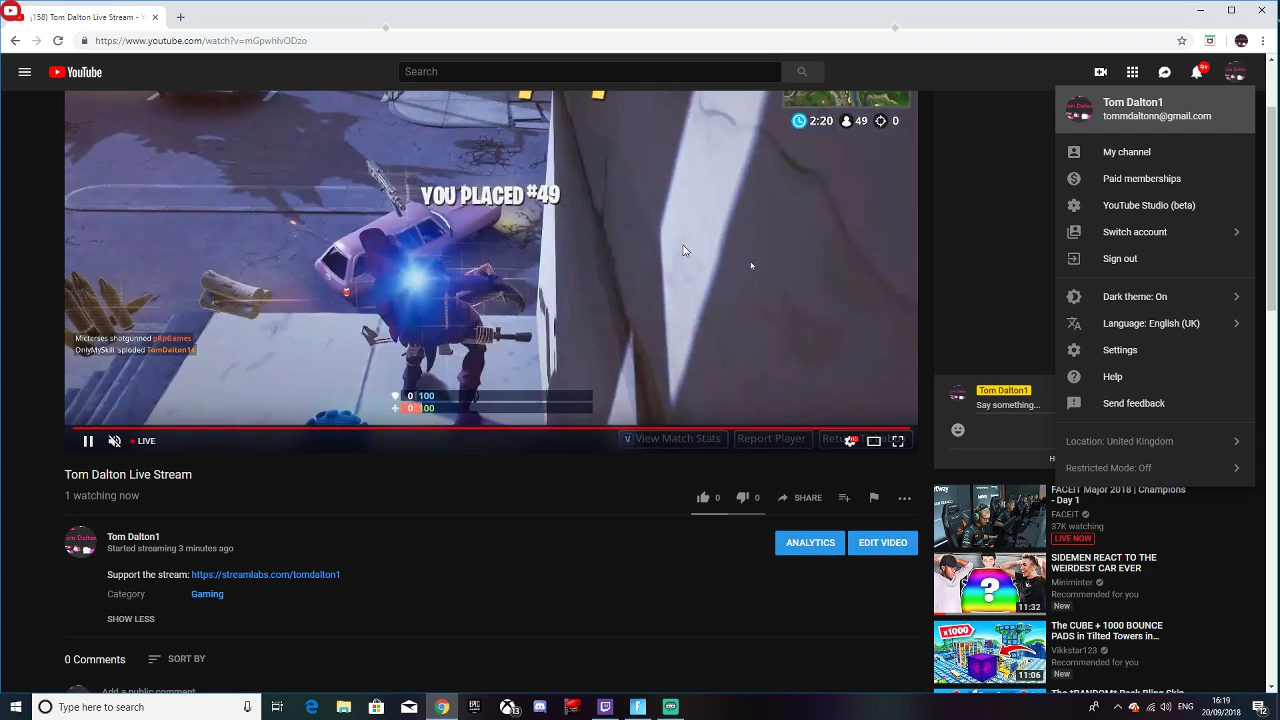 (158) Tom Dalton Live Stream - Y
https://www.youtube.com/watch?v=mGpwhIvODzo
YouTube
Search
9+
Tom Dalton1
tommdaltonn@gmail.com
My channel
Paid memberships
YouTube Studio (beta)
Switch account
Sign out
Dark theme: On
Language: English (UK)
Settings
Help
Send feedback
Location: United Kingdom
Restricted Mode: Off
2:20 49 0
YOU PLACED #49
Micterses shotgunned pRpGames
OnlyMySkill 'sploded TomDalton1
0 100
0 100
LIVE
V View Match Stats
Report Player
Tom Dalton1
Say something...
Tom Dalton Live Stream
1 watching now
0 0 SHARE
Tom Dalton1
Started streaming 3 minutes ago
ANALYTICS EDIT VIDEO
Support the stream: https://streamlabs.com/tomdalton1
Category Gaming
SHOW LESS
0 Comments SORT BY
Add a public comment
FACEIT Major 2018 | Champions
- Day 1
FACEIT
37K watching
LIVE NOW
SIDEMEN REACT TO THE
WEIRDEST CAR EVER
Miniminter
Recommended for you
New
11:32
The CUBE + 1000 BOUNCE
PADS in Tilted Towers in...
Vikkstar123
Recommended for you
New
x1000
11:06
Type here to search
13
ENG
16:19
20/09/2018
12